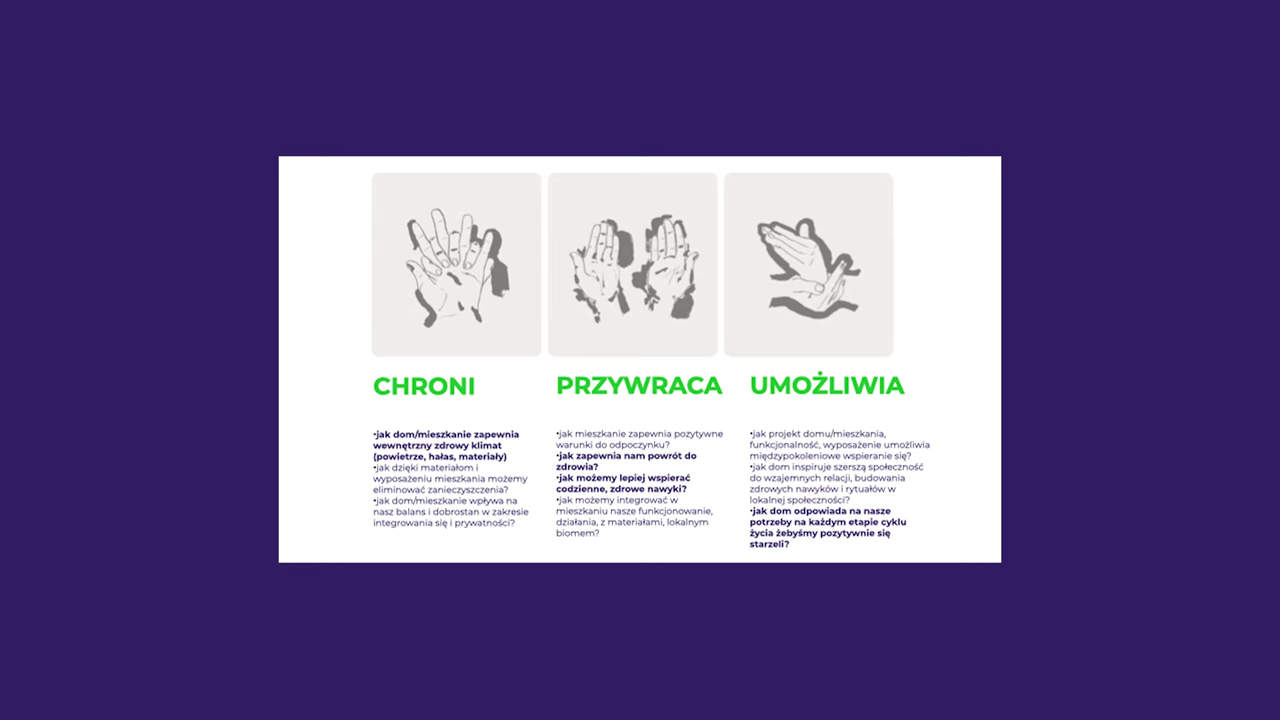 CHRONI
•jak dom/mieszkanie zapewnia
wewnętrzny zdrowy klimat
(powietrze, hałas, materiały)
•jak dzięki materiałom i
wyposażeniu mieszkania możemy
eliminować zanieczyszczenia?
•jak dom/mieszkanie wpływa na
nasz balans i dobrostan w zakresie
integrowania się i prywatności?
PRZYWRACA
•jak mieszkanie zapewnia pozytywne
warunki do odpoczynku?
•jak zapewnia nam powrót do
zdrowia?
•jak możemy lepiej wspierać
codzienne, zdrowe nawyki?
•jak możemy integrować w
mieszkaniu nasze funkcjonowanie,
działania, z materiałami, lokalnym
biomem?
UMOŻLIWIA
•jak projekt domu/mieszkania,
funkcjonalność, wyposażenie umożliwia
międzypokoleniowe wspieranie się?
•jak dom inspiruje szerszą społeczność
do wzajemnych relacji, budowania
zdrowych nawyków i rytuałów w
lokalnej społeczności?
•jak dom odpowiada na nasze
potrzeby na każdym etapie cyklu
życia żebyśmy pozytywnie się
starzeli?